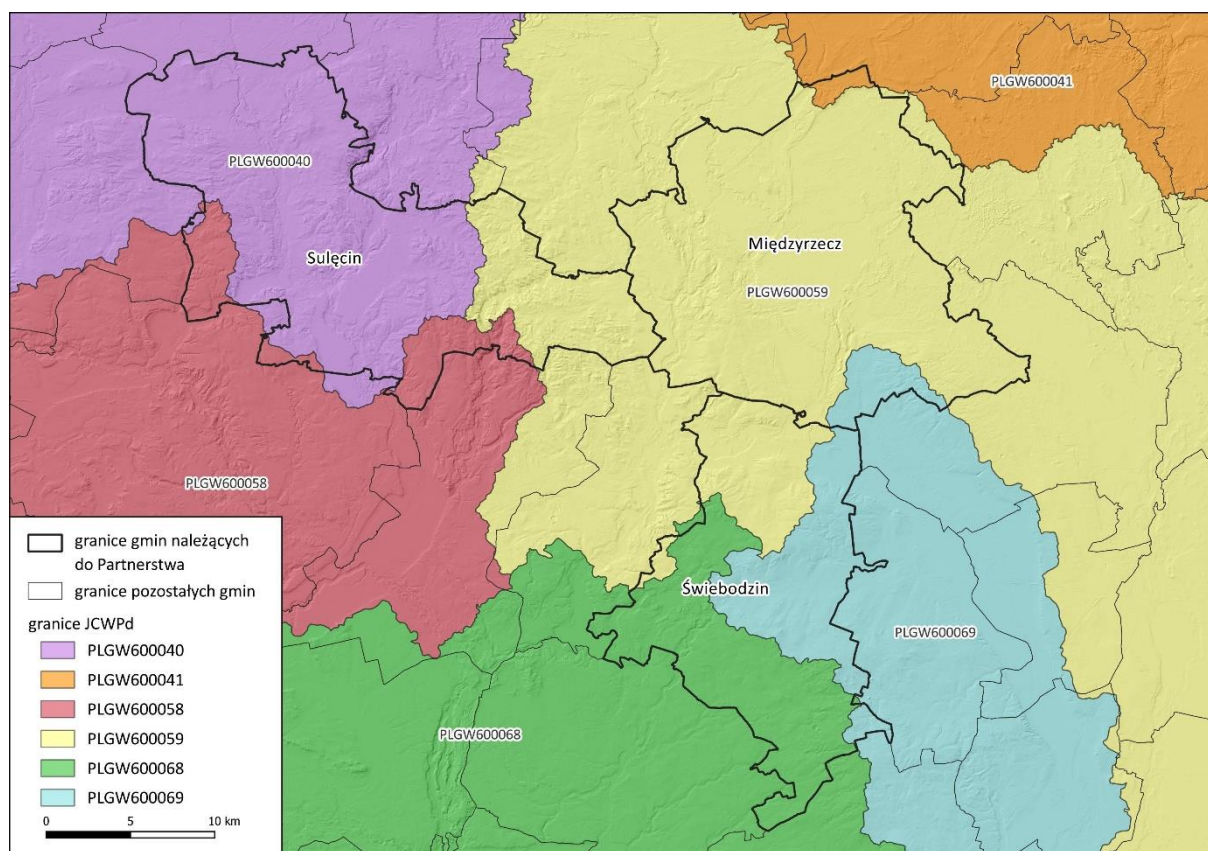 PLGW600041
PLGW600040
Sulęcin
Międzyrzecz
PLGW600059
PLGW600058
Świebodzin
PLGW600069
PLGW600068
granice gmin należących
do Partnerstwa
granice pozostałych gmin
granice JCWPd
PLGW600040
PLGW600041
PLGW600058
PLGW600059
PLGW600068
PLGW600069
0 5 10 km